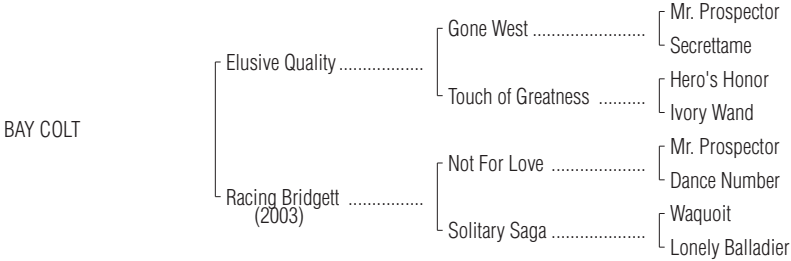 Mr. Prospector
Gone West ........................
Secrettame
Elusive Quality..................
Touch of Greatness ..........
Hero's Honor
Ivory Wand
BAY COLT
Mr. Prospector
Not For Love ....................
Dance Number
Racing Bridgett ................
(2003)
Solitary Saga ....................
Waquoit
Lonely Balladier